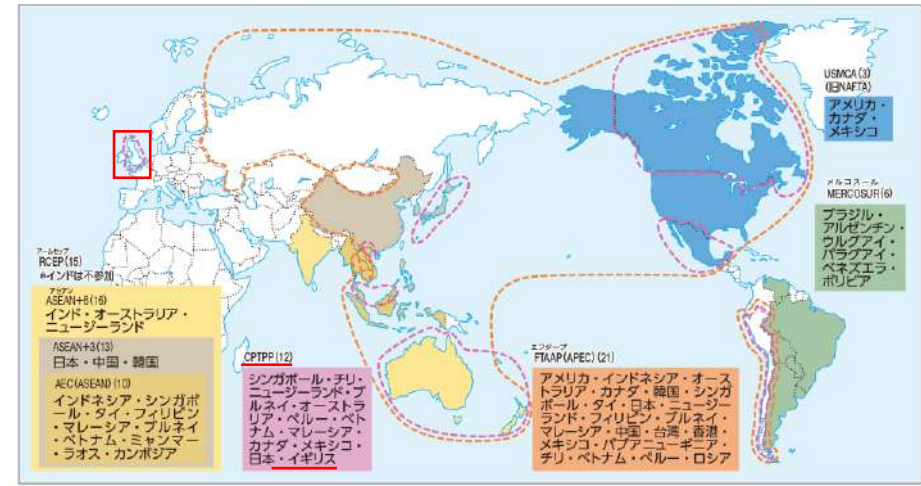 アールセップ
RCEP(15)
※インドは不参加
アセアン
ASEAN+6(16)
インド・オーストラリア・
ニュージーランド
ASEAN+3(13)
日本・中国・韓国
AEC(ASEAN)(10)
インドネシア・シンガポ
ール・タイ・フィリピン
・マレーシア・ブルネイ
・ベトナム・ミャンマー
・ラオス・カンボジア
CPTPP(12)
シンガポール・チリ・
ニュージーランド・ブ
ルネイ・オーストラ
リア・ペルー・ベト
ナム・マレーシア・
カナダ・メキシコ・
日本・イギリス
エフタープ
FTAAP(APEC)(21)
アメリカ・インドネシア・オース
トラリア・カナダ・韓国・シンガ
ポール・タイ・日本・ニュージー
ランド・フィリピン・ブルネイ・
マレーシア・中国・台湾・香港・
メキシコ・パプアニューギニア・
チリ・ベトナム・ペルー・ロシア
USMCA(3)
(旧NAFTA)
アメリカ・
カナダ・
メキシコ
メルコスール
MERCOSUR(6)
ブラジル・
アルゼンチン・
ウルグアイ・
パラグアイ・
ベネズエラ・
ボリビア